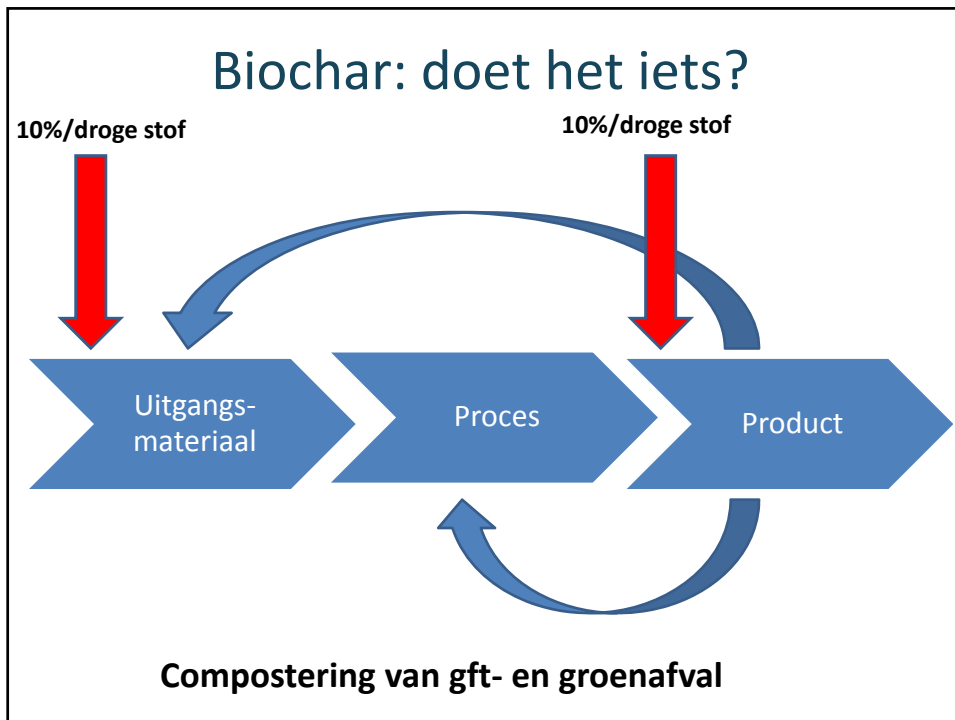 Biochar: doet het iets?
10%/droge stof
10%/droge stof
Uitgangs-
materiaal
Proces
Product
Compostering van gft- en groenafval